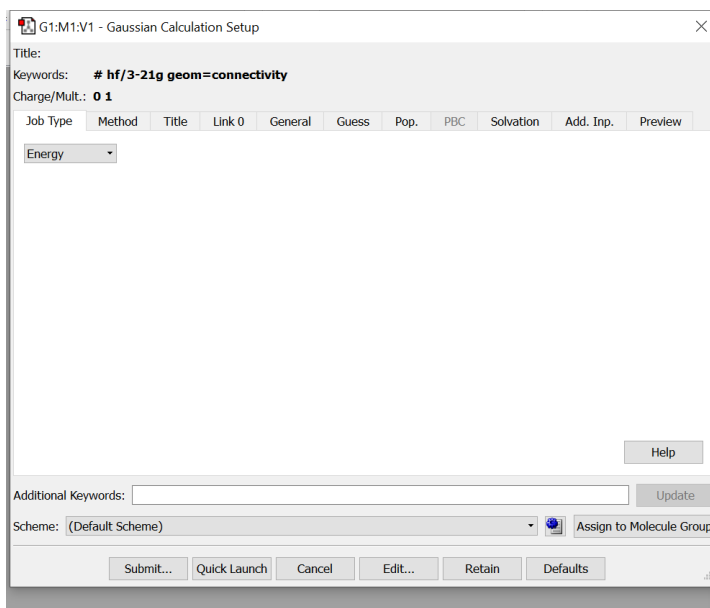 G1:M1:V1 - Gaussian Calculation Setup
Title:
Keywords: # hf/3-21g geom=connectivity
Charge/Mult.: 0 1
Job Type Method Title Link 0 General Guess Pop. PBC Solvation Add. Inp. Preview
Energy
Help
Additional Keywords: Update
Scheme: (Default Scheme) Assign to Molecule Group
Submit... Quick Launch Cancel Edit... Retain Defaults